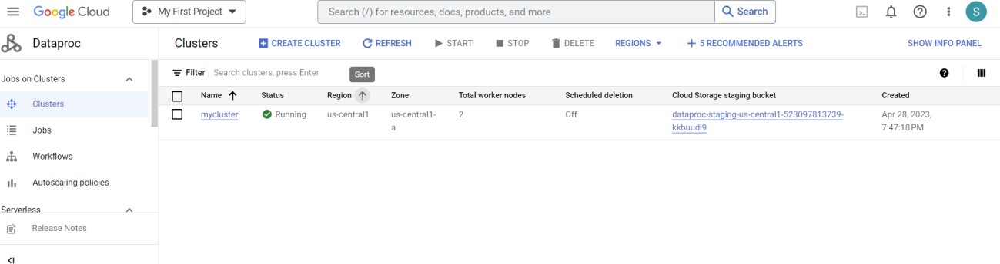 Google Cloud
My First Project
Search (/) for resources, docs, products, and more
Search
S
Dataproc
Clusters
CREATE CLUSTER
REFRESH
START
STOP
DELETE
REGIONS
5 RECOMMENDED ALERTS
SHOW INFO PANEL
Jobs on Clusters
Clusters
Jobs
Workflows
Autoscaling policies
Serverless
Release Notes
Filter
Search clusters, press Enter
Sort
Name
Status
Region
Zone
Total worker nodes
Scheduled deletion
Cloud Storage staging bucket
Created
mycluster
Running
us-central1
us-central1-
a
2
Off
dataproc-staging-us-central1-523097813739-
kkbuudi9
Apr 28, 2023,
7:47:18 PM